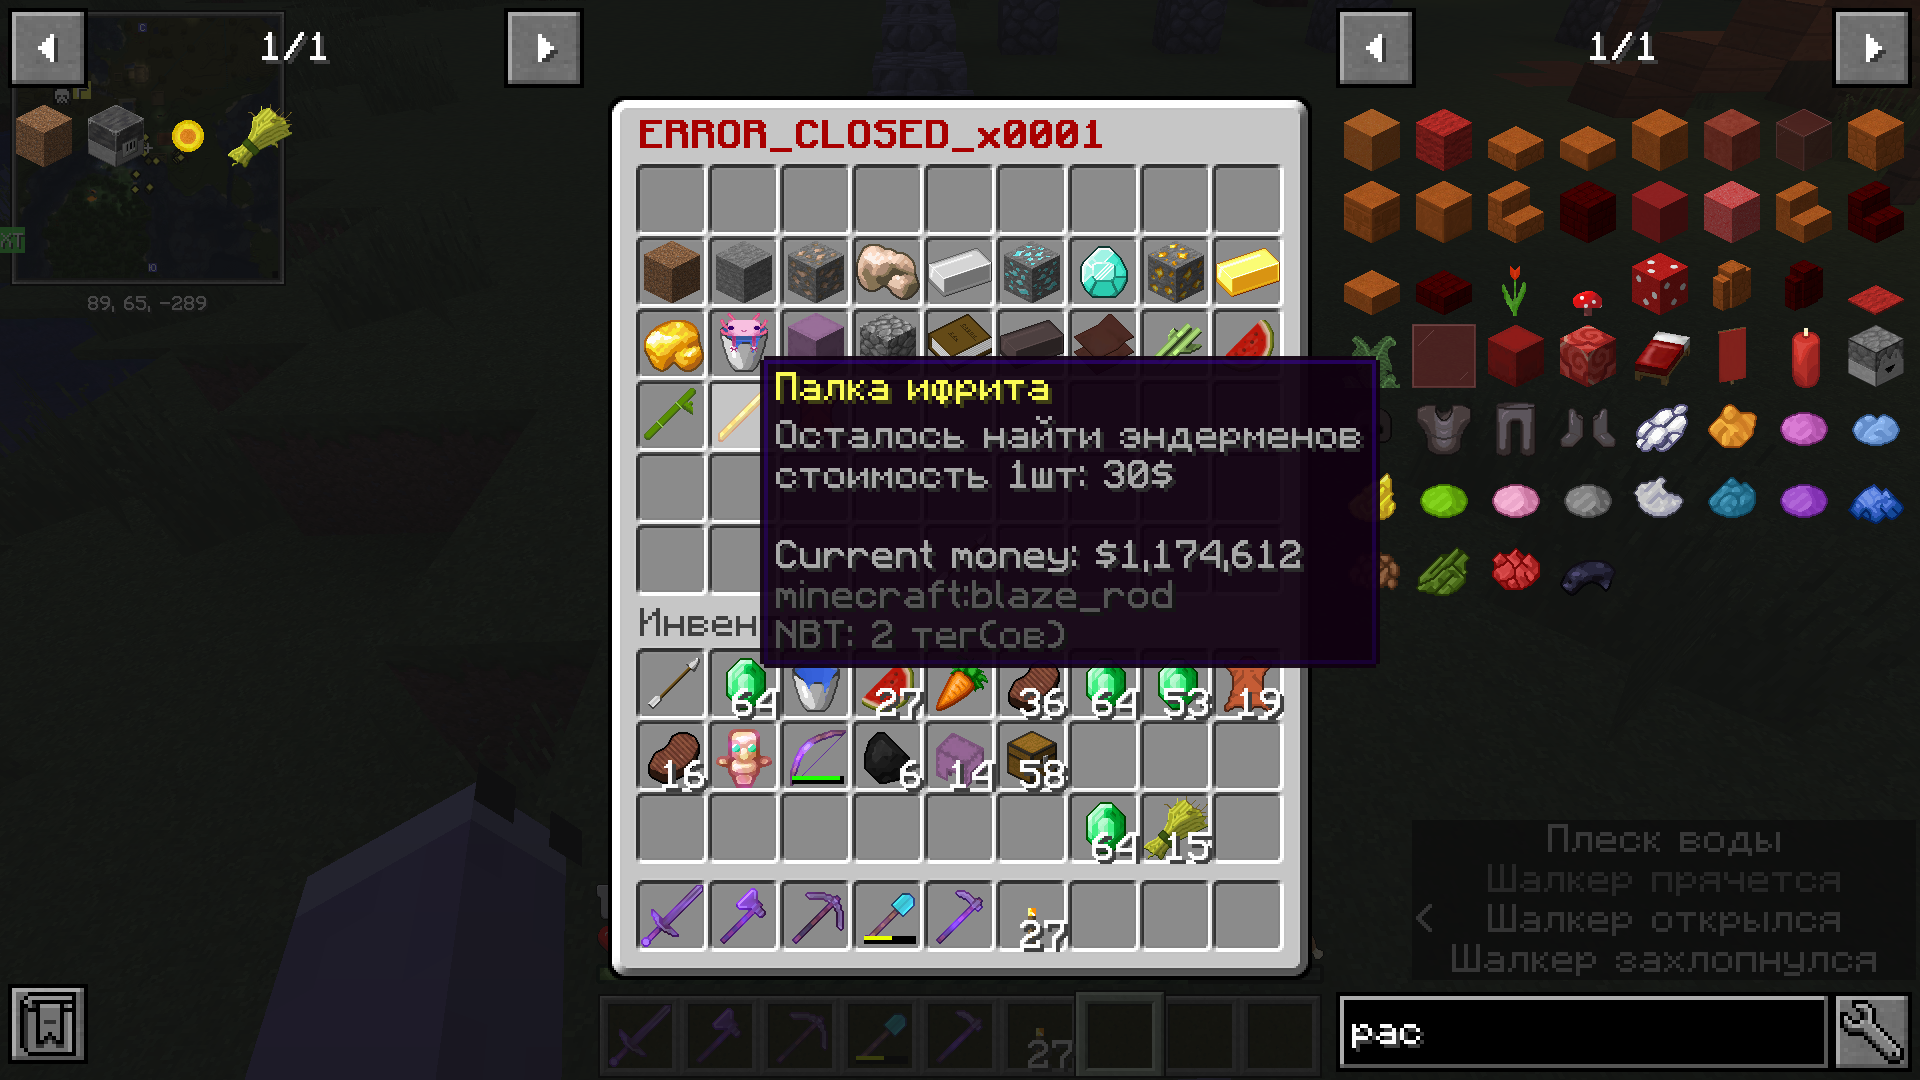 1/1
1/1
ERROR_CLOSED_x0001
89, 65, -289
Палка ифрита
Осталось найти эндерменов
стоимость 1шт: 30$
Current money: $1,174,612
minecraft:blaze_rod
NBT: 2 тег(ов)
Инвен
64 27 36 64 53 19
16 6 14 58
64 15
27
27
Плеск воды
Шалкер прячется
< Шалкер открылся
Шалкер захлопнулся
рас